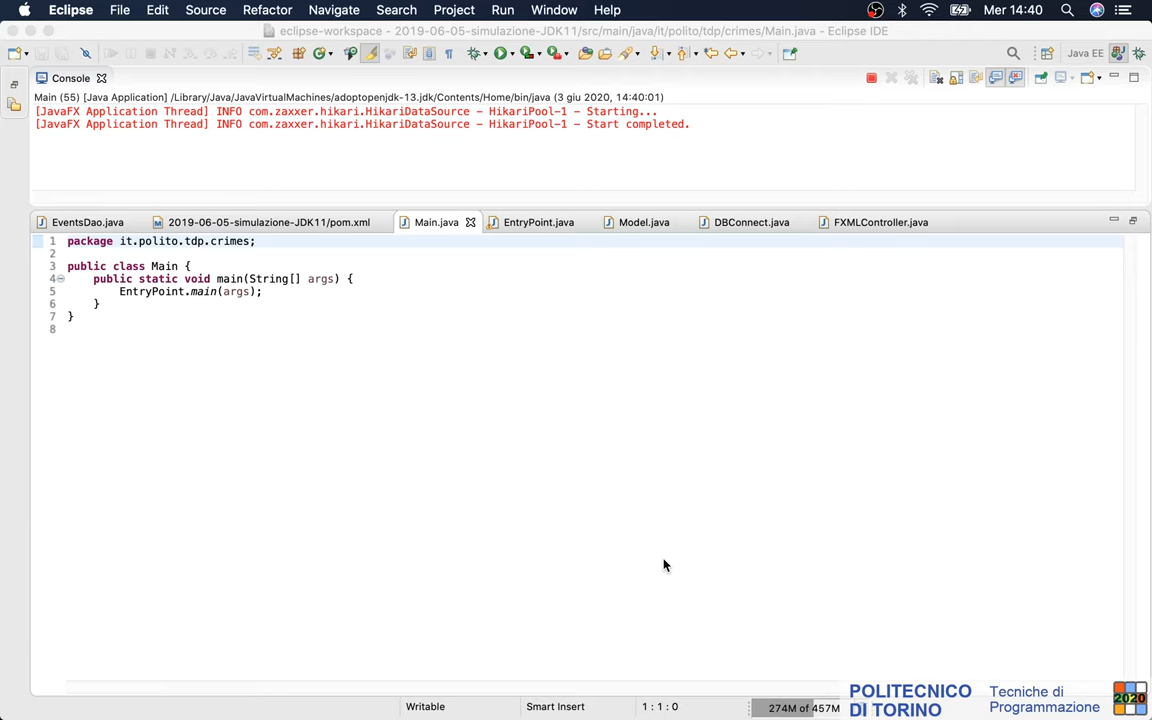 Eclipse File Edit Source Refactor Navigate Search Project Run Window Help Mer 14:40
eclipse-workspace - 2019-06-05-simulazione-JDK11/src/main/java/it/polito/tdp/crimes/Main.java - Eclipse IDE
Java EE
Console
Main (55) [Java Application] /Library/Java/JavaVirtualMachines/adoptopenjdk-13.jdk/Contents/Home/bin/java (3 giu 2020, 14:40:01)
[JavaFX Application Thread] INFO com.zaxxer.hikari.HikariDataSource - HikariPool-1 - Starting...
[JavaFX Application Thread] INFO com.zaxxer.hikari.HikariDataSource - HikariPool-1 - Start completed.
EventsDao.java 2019-06-05-simulazione-JDK11/pom.xml Main.java EntryPoint.java Model.java DBConnect.java FXMLController.java
1 package it.polito.tdp.crimes;
2
3 public class Main {
4 public static void main(String[] args) {
5 EntryPoint.main(args);
6 }
7 }
8
Writable Smart Insert 1 : 1 : 0 274M of 457M
POLITECNICO
DI TORINO
Tecniche di
Programmazione
2020